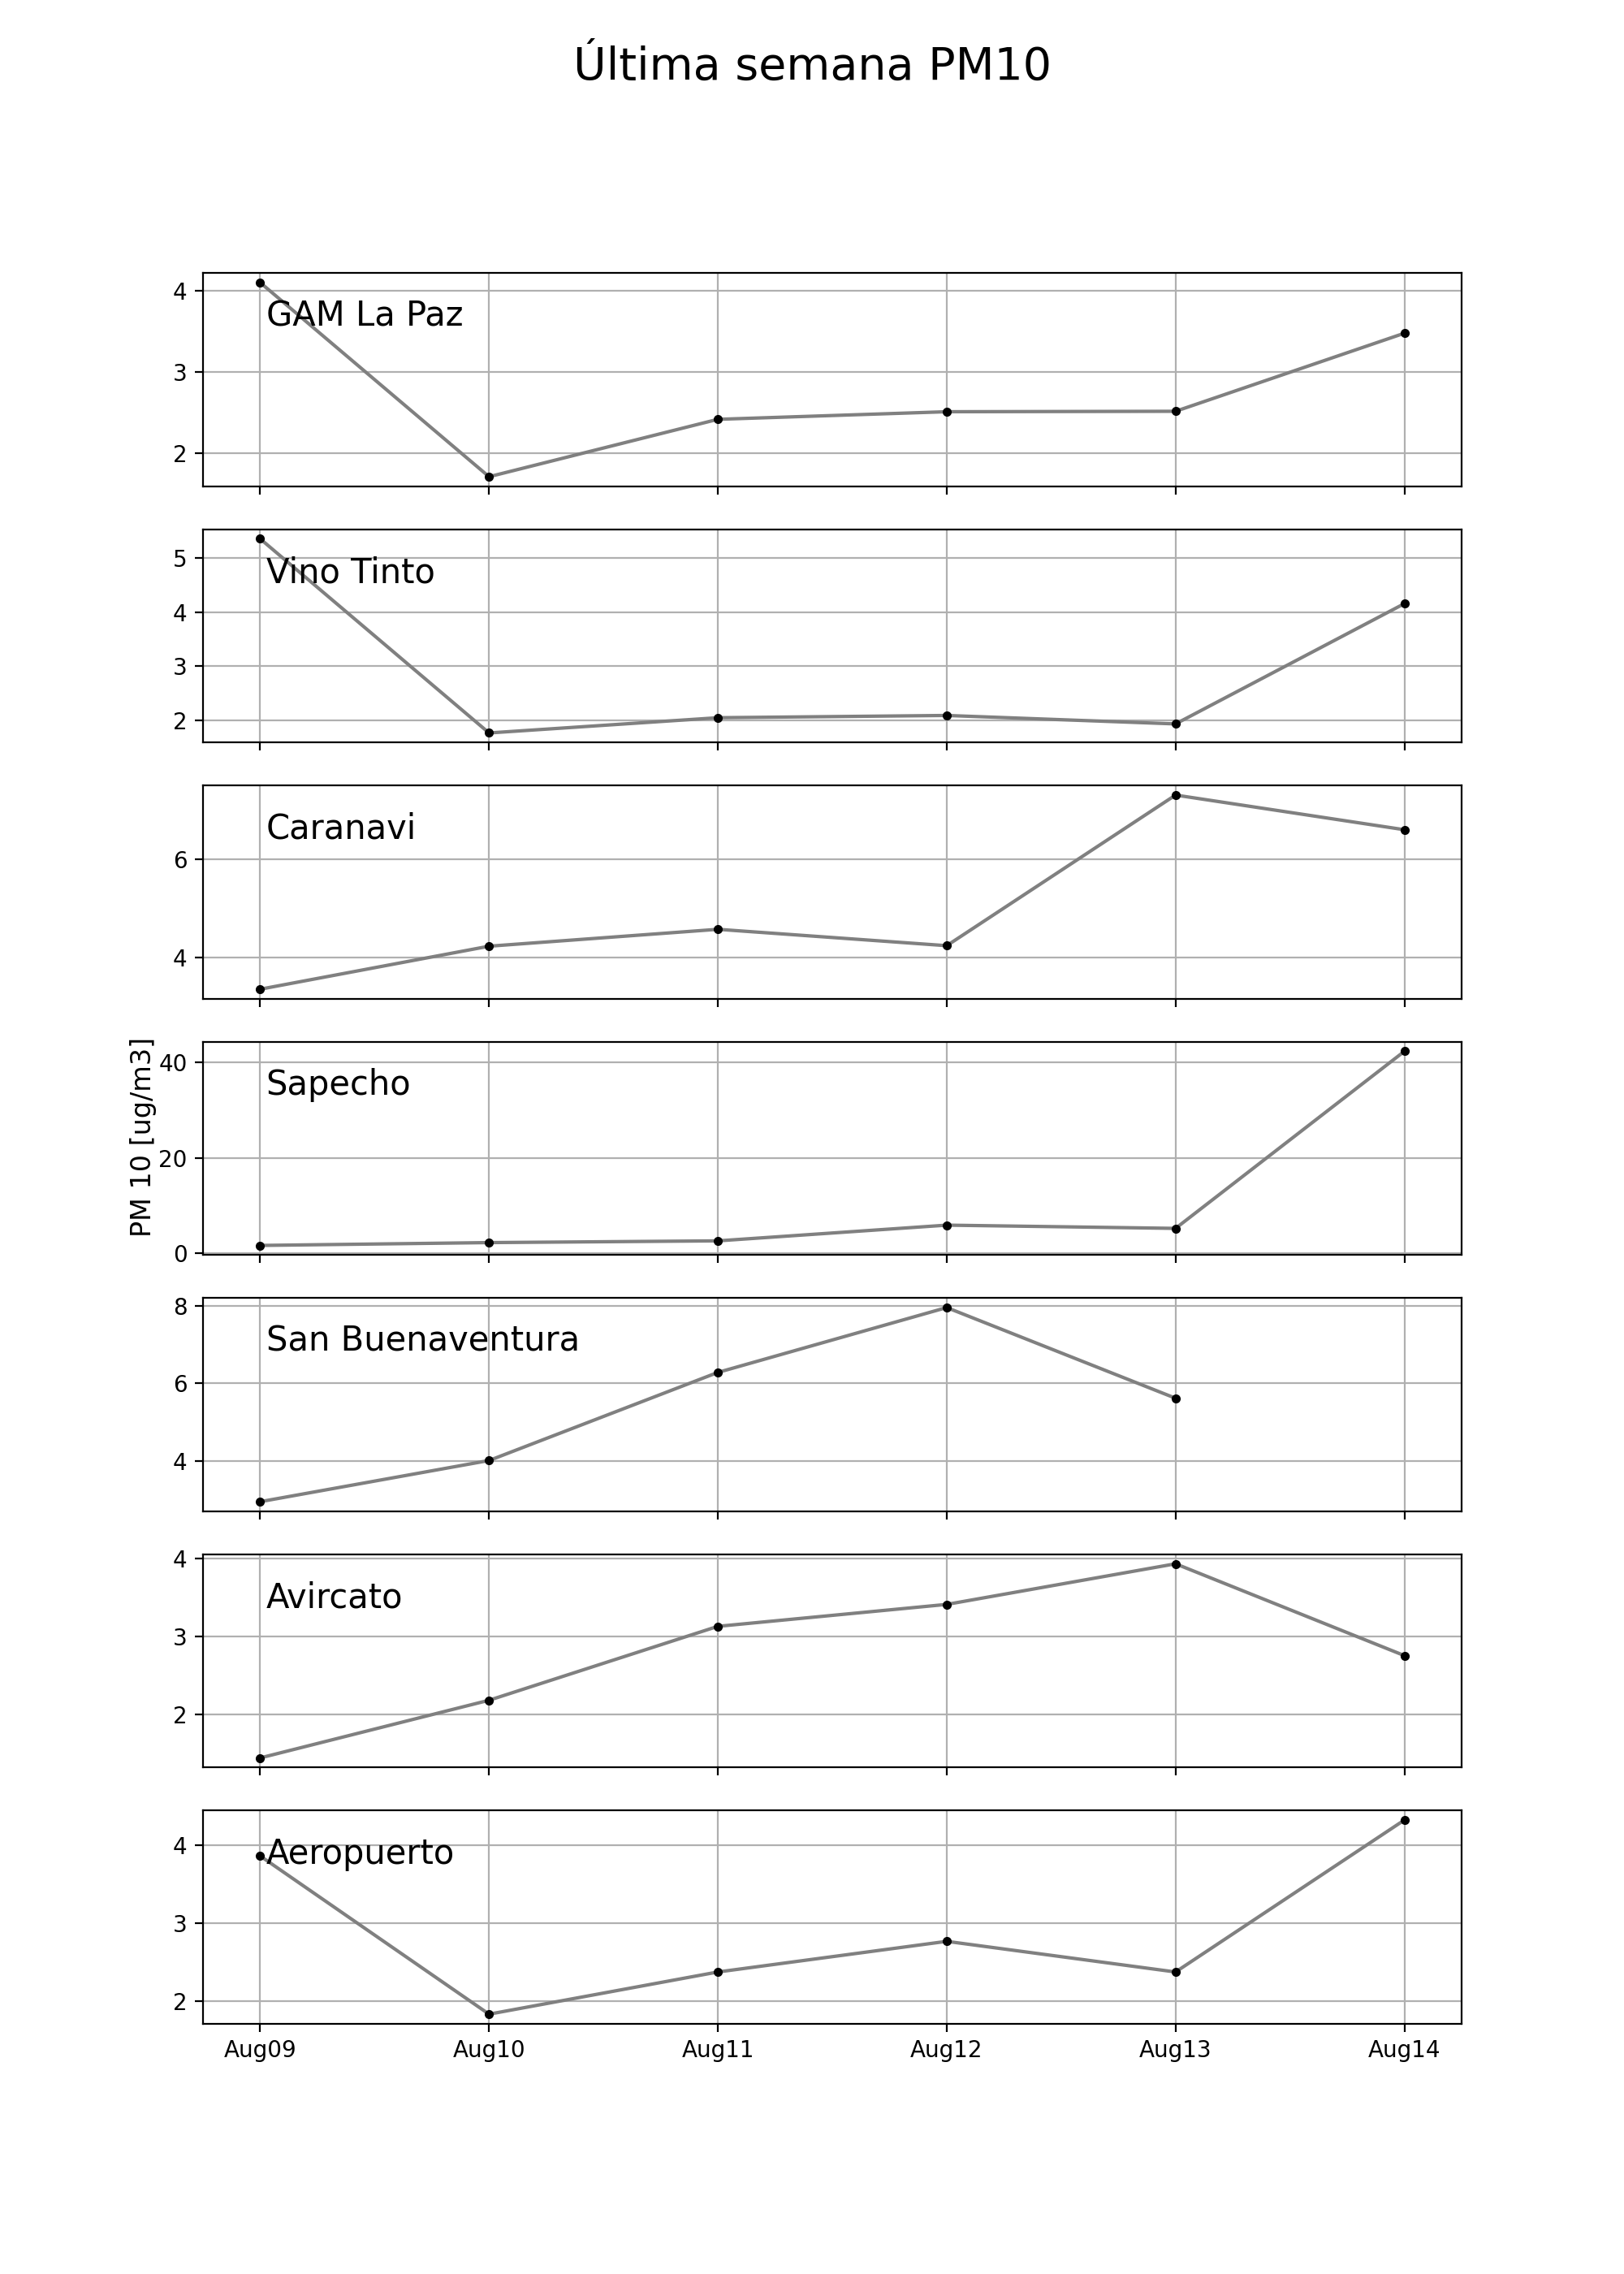 Última semana PM10
4
GAM La Paz
3
2
5
Vino Tinto
4
3
2
Caranavi
6
4
PM 10 [ug/m3]
40
Sapecho
20
0
8
San Buenaventura
6
4
4
Avircato
3
2
4
Aeropuerto
3
2
Aug09 Aug10 Aug11 Aug12 Aug13 Aug14